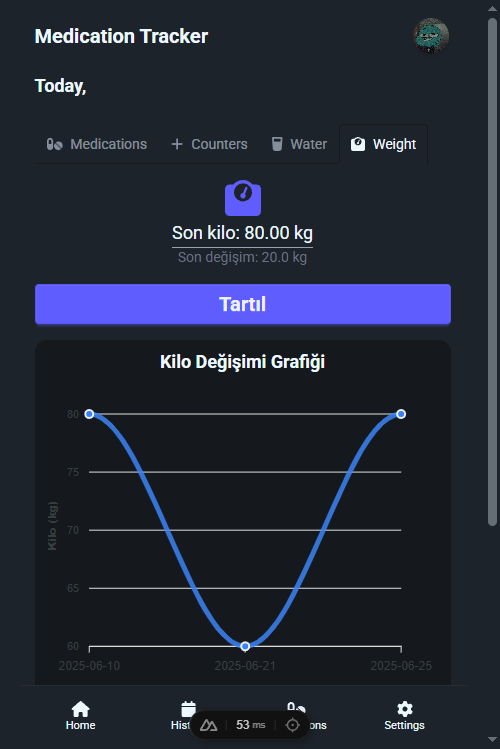 Medication Tracker
Today,
Medications
Counters
Water
Weight
Son kilo: 80.00 kg
Son değişim: 20.0 kg
Tartıl
Kilo Değişimi Grafiği
80
75
70
65
60
Kilo (kg)
2025-06-10
2025-06-21
2025-06-25
Home
Hist
ons
Settings
53 ms